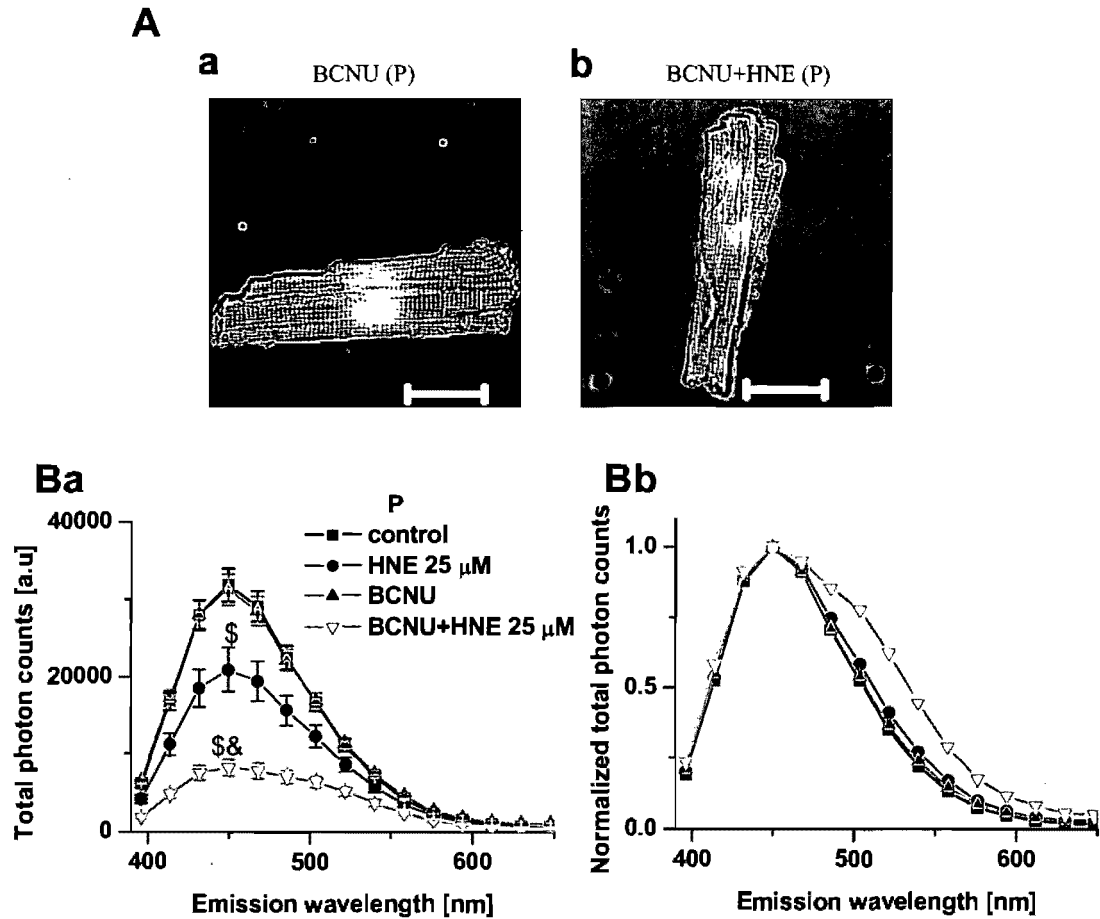 A
a
BCNU (P)
b
BCNU+HNE (P)
Ba
P
control
HNE 25 μM
BCNU
BCNU+HNE 25 μM
Total photon counts [a.u]
40000
20000
0
$
$&
400
500
600
Emission wavelength [nm]
Bb
Normalized total photon counts
1.0
0.5
0.0
400
500
600
Emission wavelength [nm]